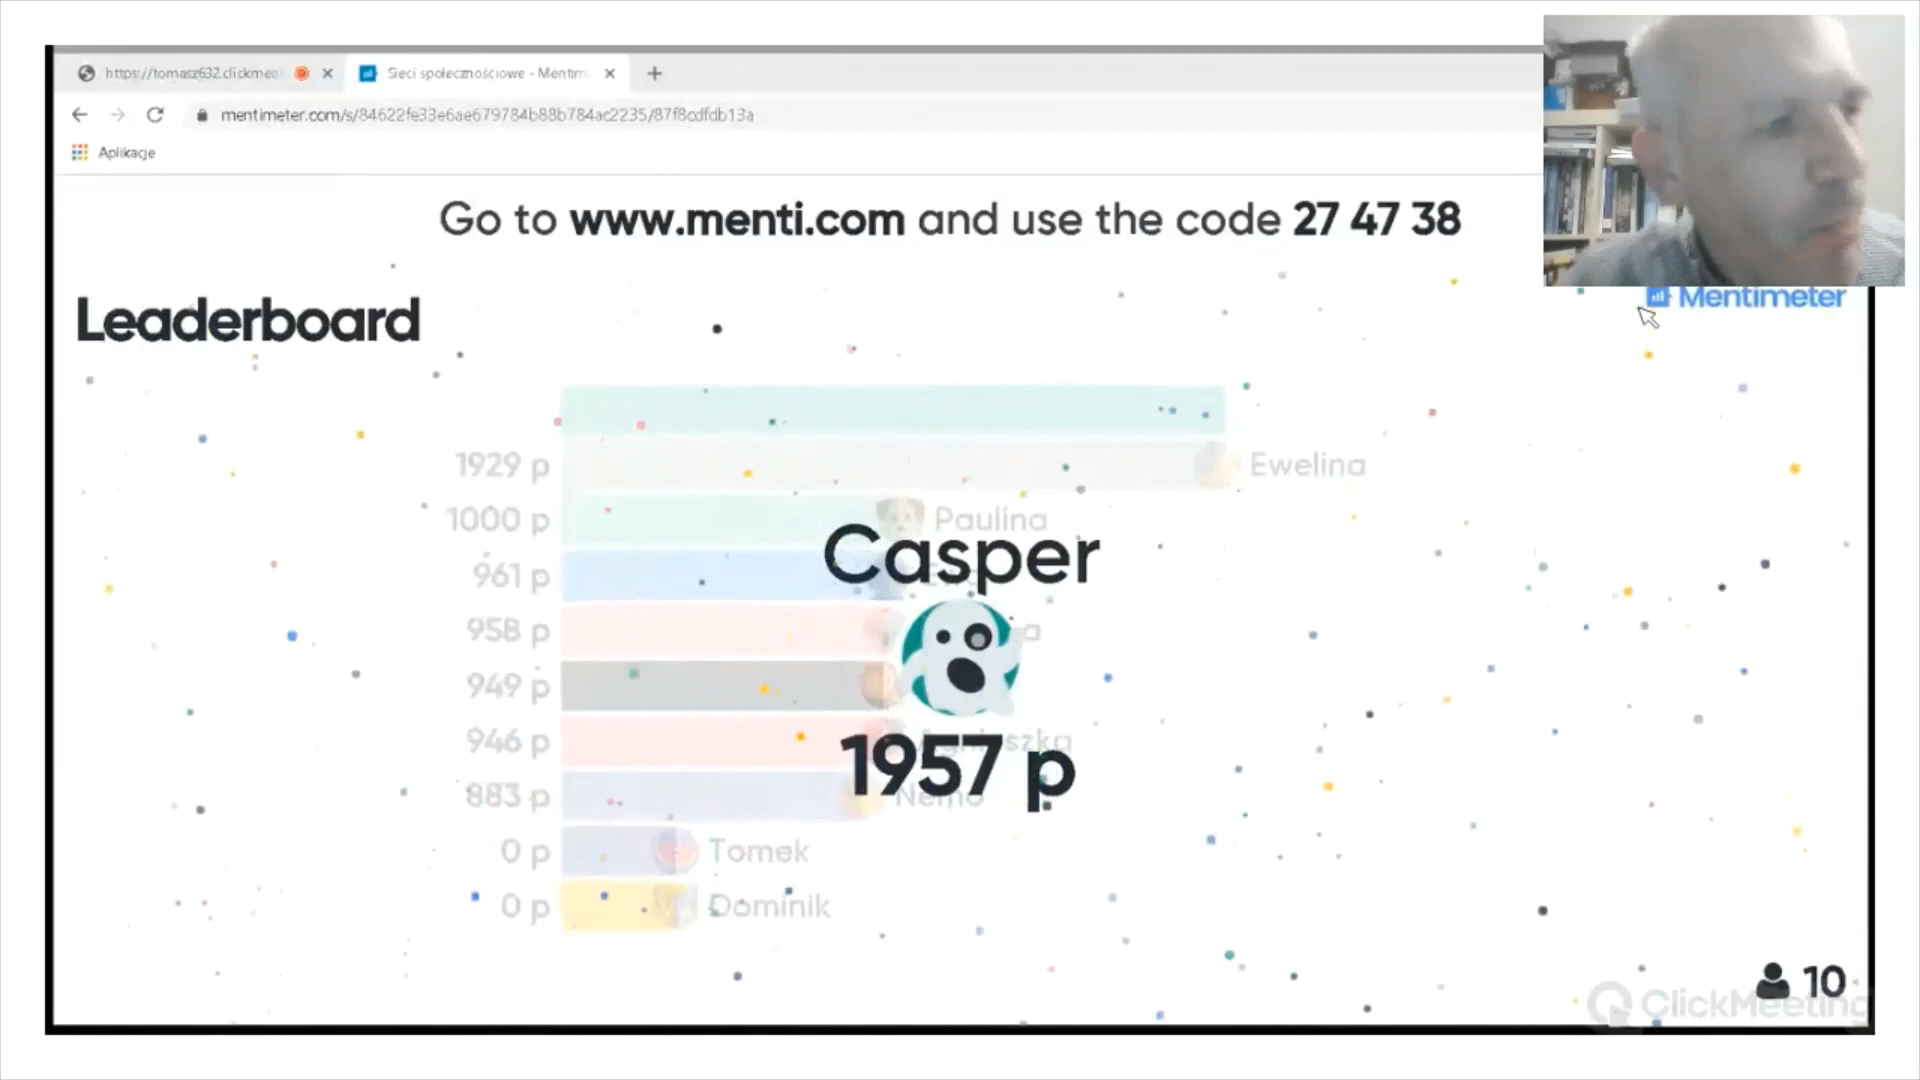 https://tomasz632.clickmee
Sieci społecznościowe - Mentim
mentimeter.com/s/84622fe33e6ae679784b88b784ac2235/87f8cdfdb13a
Aplikacje
Go to www.menti.com and use the code 27 47 38
Mentimeter
Leaderboard
1929 p Ewelina
1000 p Paulina
Casper
961 p
958 p
949 p
946 p Agnieszka
1957 p
883 p Nemo
0 p Tomek
0 p Dominik
10
ClickMeeting